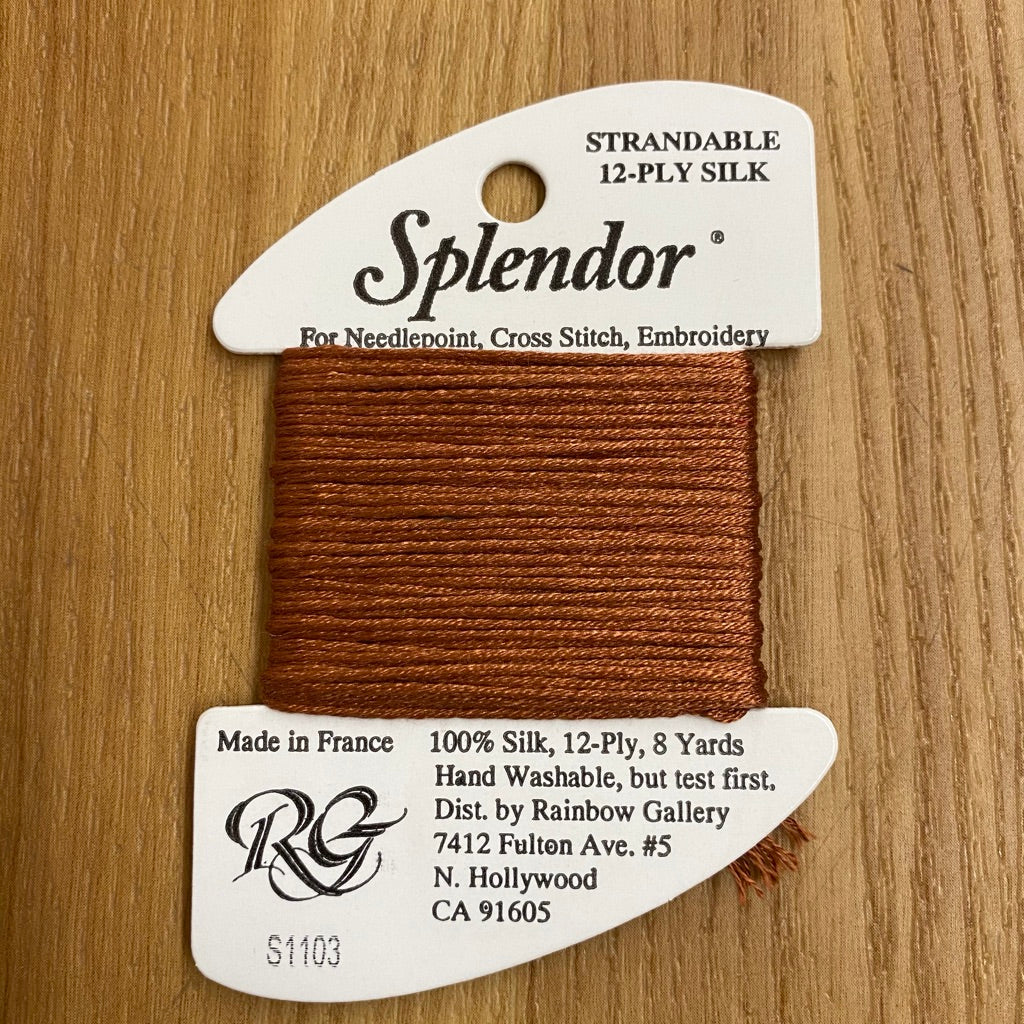 STRANDABLE
12-PLY SILK
Splendor ®
For Needlepoint, Cross Stitch, Embroidery
Made in France
100% Silk, 12-Ply, 8 Yards
Hand Washable, but test first.
Dist. by Rainbow Gallery
7412 Fulton Ave. #5
N. Hollywood
CA 91605
RG
S1103